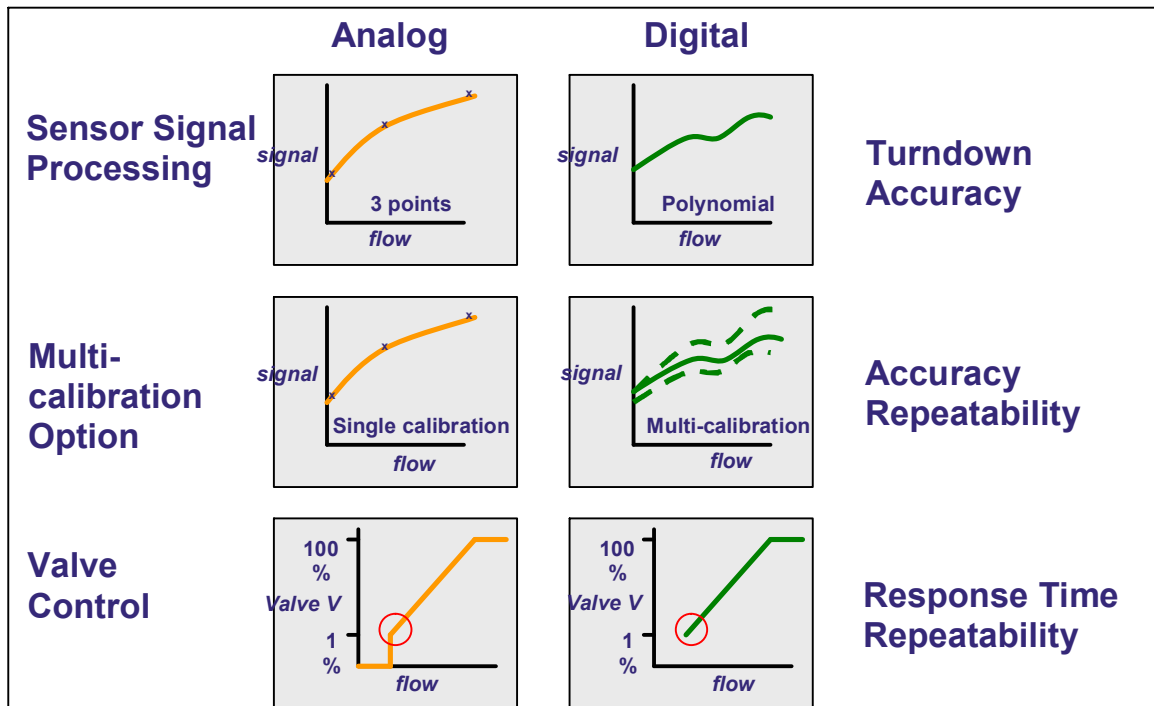 Analog
Digital
Sensor Signal
Processing
x
x
x
signal
3 points
flow
signal
Polynomial
flow
Turndown
Accuracy
Multi-
calibration
Option
x
x
x
signal
Single calibration
flow
signal
Multi-calibration
flow
Accuracy
Repeatability
Valve
Control
100
%
Valve V
1
%
flow
100
%
Valve V
1
%
flow
Response Time
Repeatability